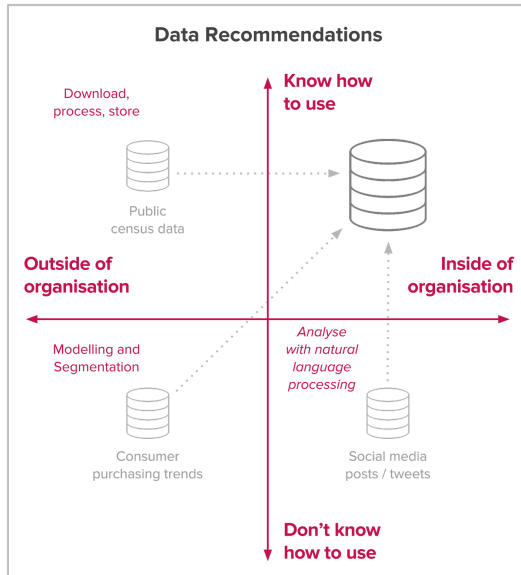 Data Recommendations
Download,
process, store
Know how
to use
Public
census data
Outside of
organisation
Inside of
organisation
Modelling and
Segmentation
Analyse
with natural
language
processing
Consumer
purchasing trends
Social media
posts / tweets
Don’t know
how to use